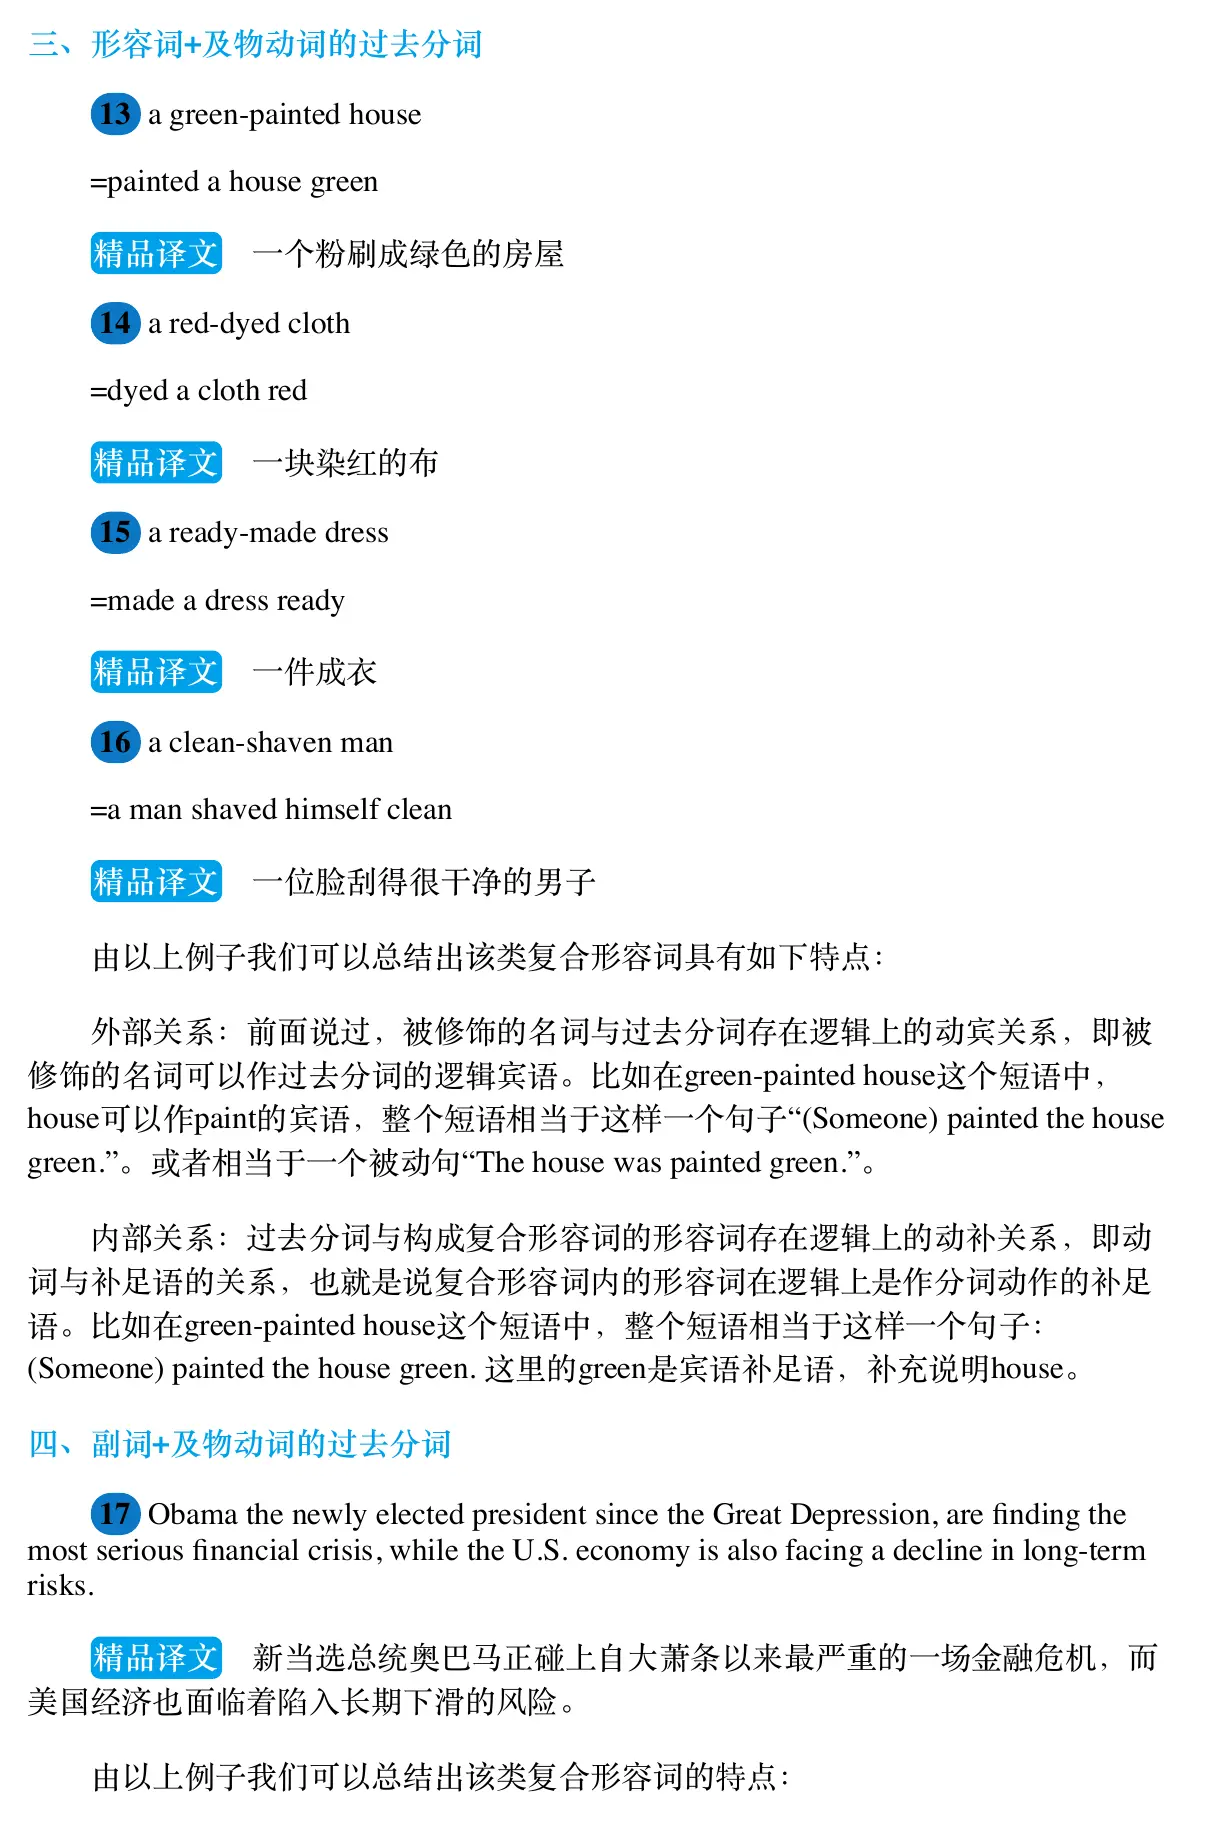 三、形容词+及物动词的过去分词
13 a green-painted house
=painted a house green
精品译文 一个粉刷成绿色的房屋
14 a red-dyed cloth
=dyed a cloth red
精品译文 一块染红的布
15 a ready-made dress
=made a dress ready
精品译文 一件成衣
16 a clean-shaven man
=a man shaved himself clean
精品译文 一位脸刮得很干净的男子
由以上例子我们可以总结出该类复合形容词具有如下特点：
外部关系：前面说过，被修饰的名词与过去分词存在逻辑上的动宾关系，即被
修饰的名词可以作过去分词的逻辑宾语。比如在green-painted house这个短语中，
house可以作paint的宾语，整个短语相当于这样一个句子“(Someone) painted the house
green.”。或者相当于一个被动句“The house was painted green.”。
内部关系：过去分词与构成复合形容词的形容词存在逻辑上的动补关系，即动
词与补足语的关系，也就是说复合形容词内的形容词在逻辑上是作分词动作的补足
语。比如在green-painted house这个短语中，整个短语相当于这样一个句子：
(Someone) painted the house green. 这里的green是宾语补足语，补充说明house。
四、副词+及物动词的过去分词
17 Obama the newly elected president since the Great Depression, are finding the
most serious financial crisis, while the U.S. economy is also facing a decline in long-term
risks.
精品译文 新当选总统奥巴马正碰上自大萧条以来最严重的一场金融危机，而
美国经济也面临着陷入长期下滑的风险。
由以上例子我们可以总结出该类复合形容词的特点：